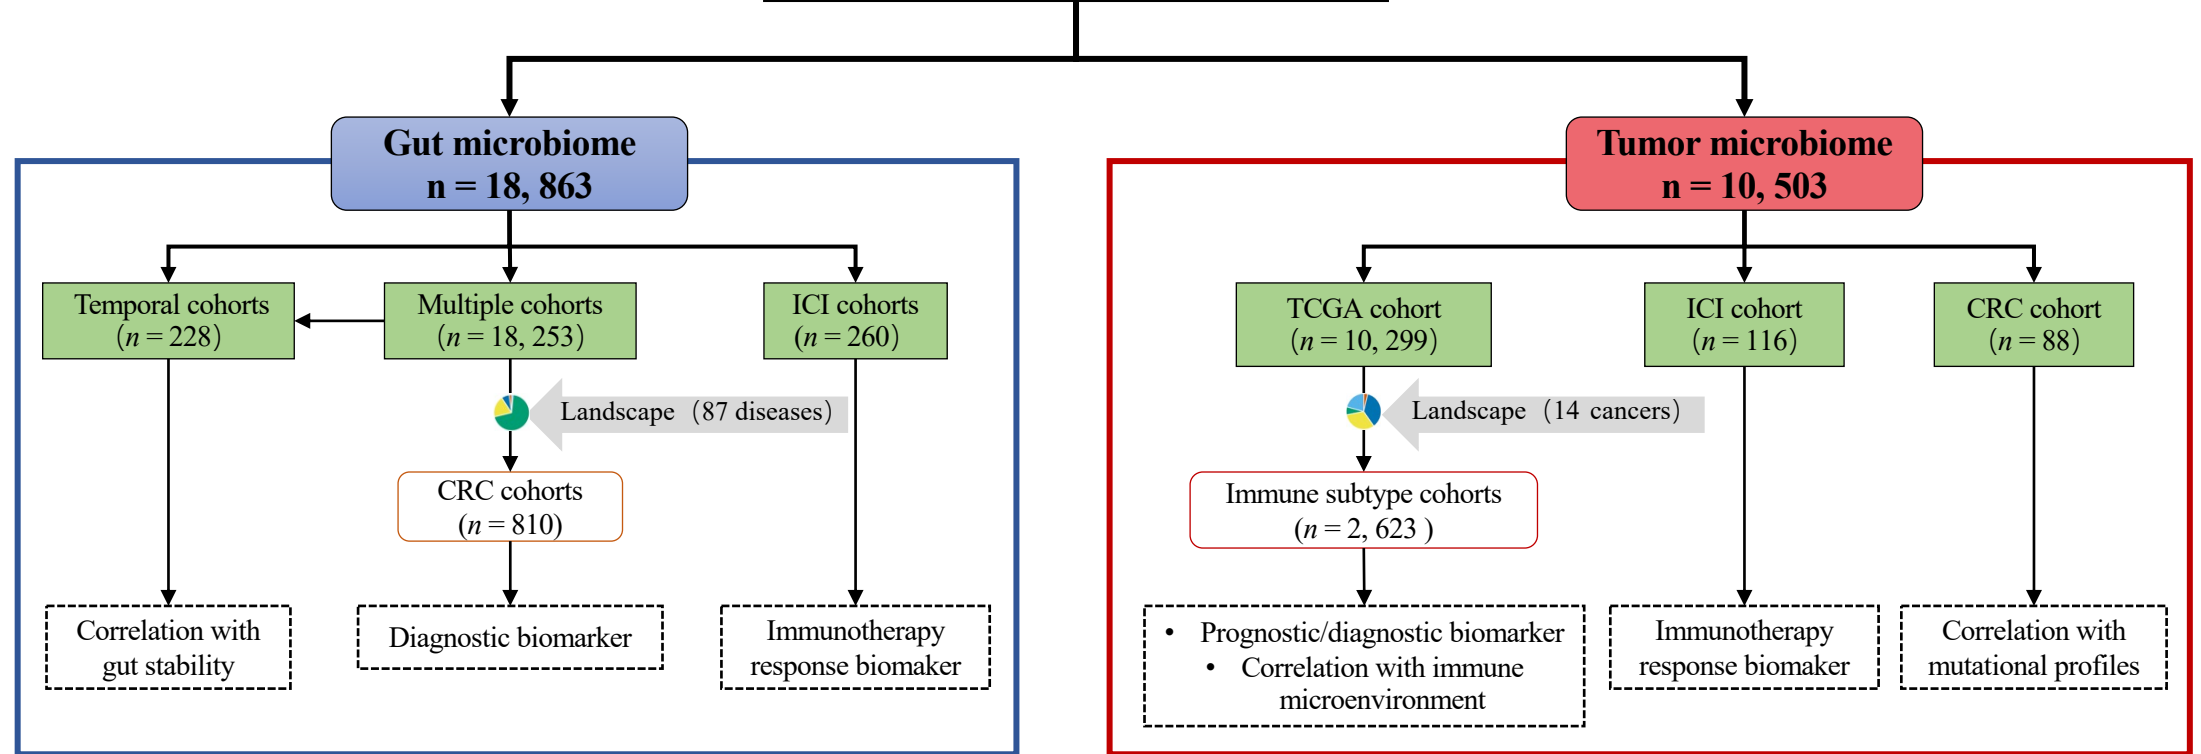 Gut microbiome
n = 18, 863
Tumor microbiome
n = 10, 503
Temporal cohorts
(n = 228)
Multiple cohorts
(n = 18, 253)
ICI cohorts
(n = 260)
TCGA cohort
(n = 10, 299)
ICI cohort
(n = 116)
CRC cohort
(n = 88)
Landscape (87 diseases)
Landscape (14 cancers)
CRC cohorts
(n = 810)
Immune subtype cohorts
(n = 2, 623 )
Correlation with
gut stability
Diagnostic biomarker
Immunotherapy
response biomaker
• Prognostic/diagnostic biomarker
• Correlation with immune
microenvironment
Immunotherapy
response biomaker
Correlation with
mutational profiles